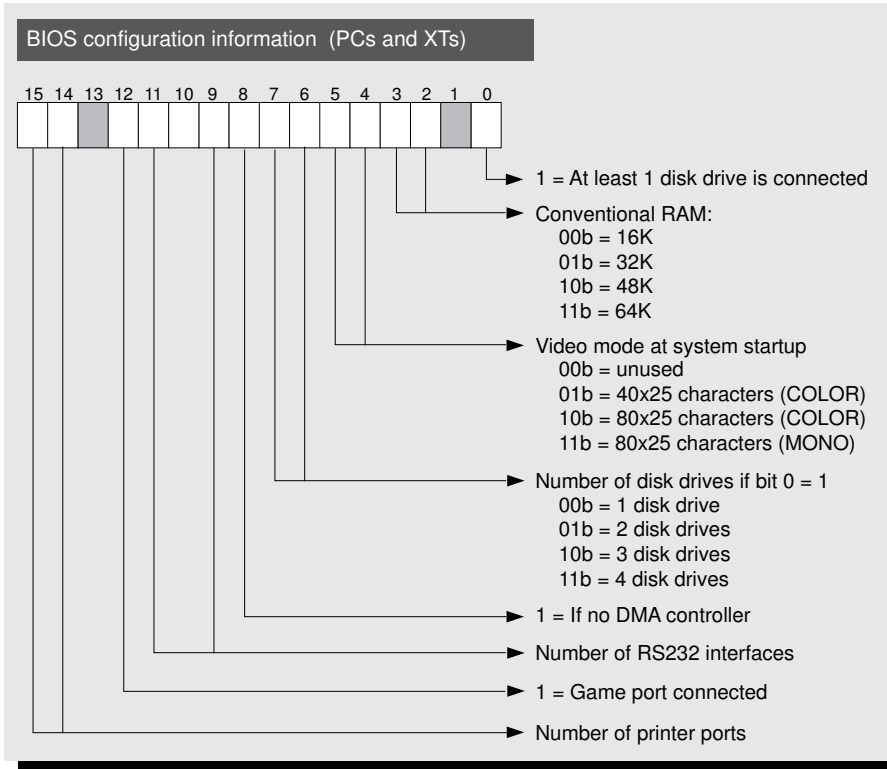 BIOS configuration information (PCs and XTs)
15 14 13 12 11 10 9 8 7 6 5 4 3 2 1 0
1 = At least 1 disk drive is connected
Conventional RAM:
00b = 16K
01b = 32K
10b = 48K
11b = 64K
Video mode at system startup
00b = unused
01b = 40x25 characters (COLOR)
10b = 80x25 characters (COLOR)
11b = 80x25 characters (MONO)
Number of disk drives if bit 0 = 1
00b = 1 disk drive
01b = 2 disk drives
10b = 3 disk drives
11b = 4 disk drives
1 = If no DMA controller
Number of RS232 interfaces
1 = Game port connected
Number of printer ports